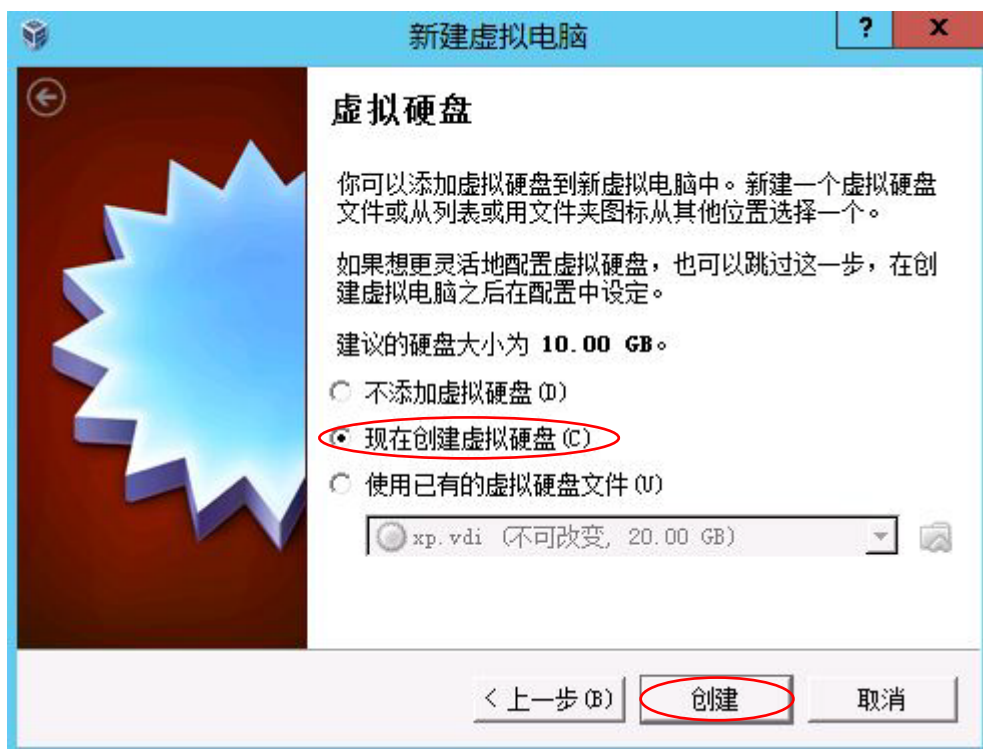 新建虚拟电脑
? x
虚拟硬盘
你可以添加虚拟硬盘到新虚拟电脑中。新建一个虚拟硬盘
文件或从列表或用文件夹图标从其他位置选择一个。
如果想更灵活地配置虚拟硬盘，也可以跳过这一步，在创
建虚拟电脑之后在配置中设定。
建议的硬盘大小为 10.00 GB。
不添加虚拟硬盘(D)
现在创建虚拟硬盘(C)
使用已有的虚拟硬盘文件(U)
xp.vdi (不可改变, 20.00 GB)
< 上一步(B) 创建 取消